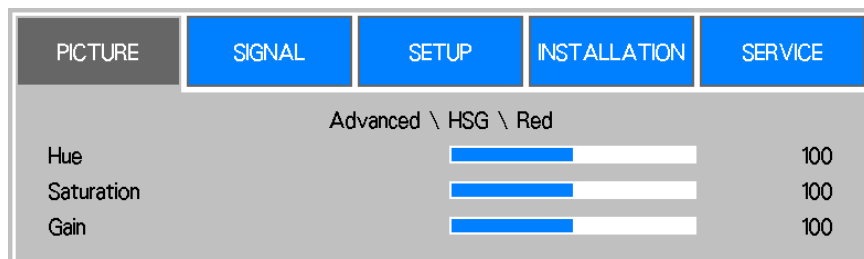 PICTURE SIGNAL SETUP INSTALLATION SERVICE
Advanced \ HSG \ Red
Hue 100
Saturation 100
Gain 100